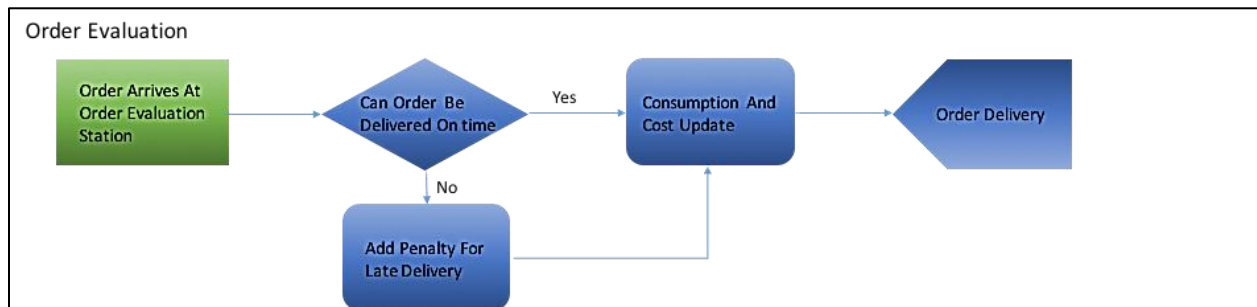 Order Evaluation
Order Arrives At
Order Evaluation
Station
Can Order Be
Delivered On time
Yes
Consumption And
Cost Update
Order Delivery
No
Add Penalty For
Late Delivery